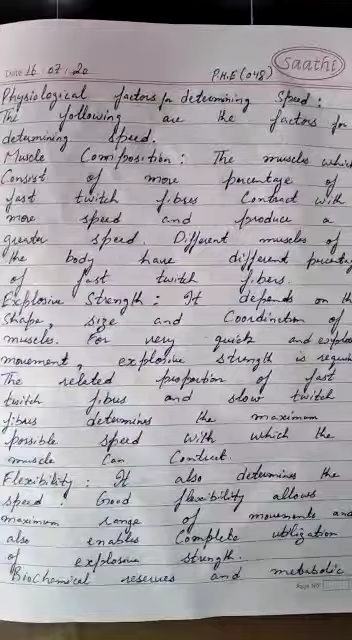 Saathi
Date 16 : 07 : 20 P.H.E (048)
Physiological factors for determining Speed :
The following are the factors for
determining speed.
Muscle Composition : The muscles which
Consist of more percentage of
fast twitch fibres Contract with
more speed and produce a
greater speed. Different muscles of
the body have different
of fast twitch fibers.
Explosive Strength : It depends on the
shape, size and Coordination of
muscles. For very quick and
movement, explosive strength is
The related proportion of fast
twitch fibres and slow twitch
fibres determines the maximum
possible speed with which the
muscle Can Contract.
Flexibility : It also determines the
speed. Good flexibility allows
maximum range of movements and
also enables Complete utilization
of explosive strength.
Biochemical reserves and metabolic
Page No.